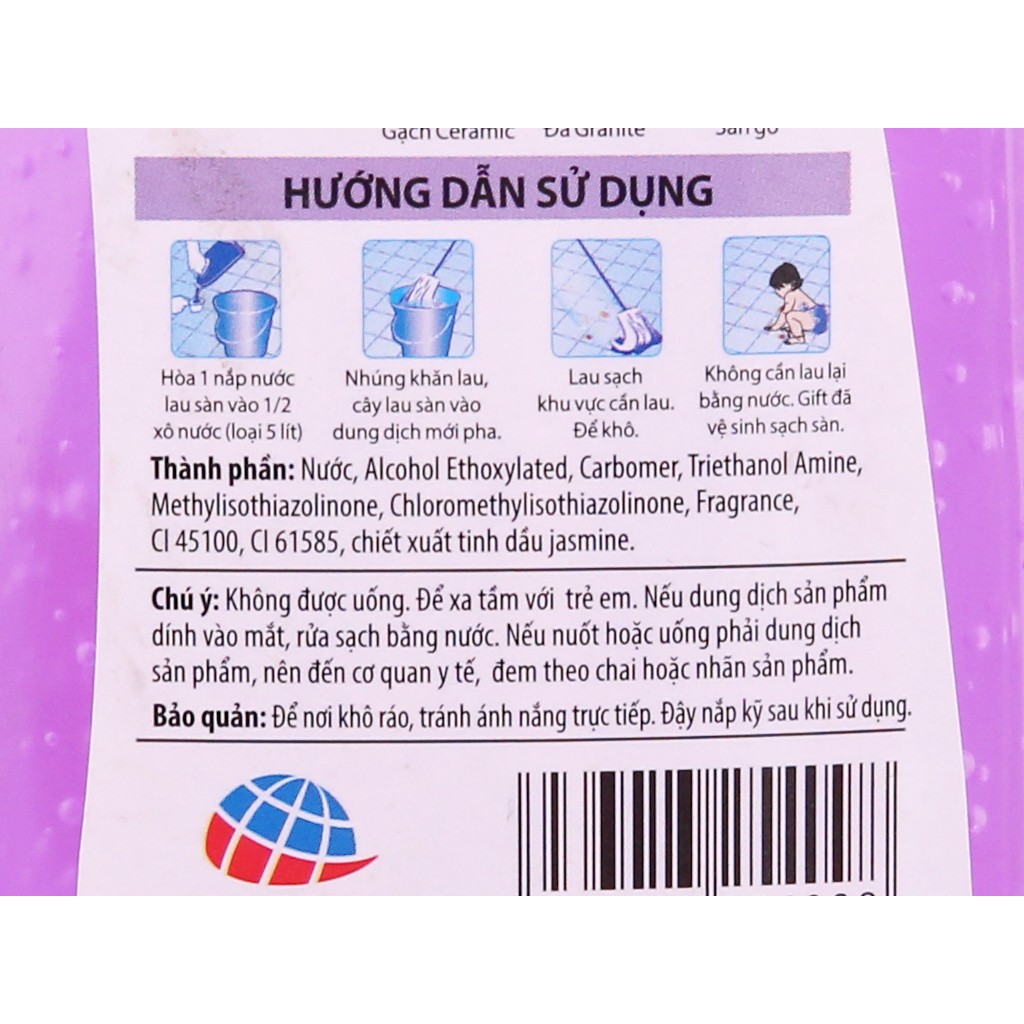 Gạch Ceramic Đá Granite Sàn gỗ
HƯỚNG DẪN SỬ DỤNG
Hòa 1 nắp nước
lau sàn vào 1/2
xô nước (loại 5 lít)
Nhúng khăn lau,
cây lau sàn vào
dung dịch mới pha.
Lau sạch
khu vực cần lau.
Để khô.
Không cần lau lại
bằng nước. Gift đã
vệ sinh sạch sàn.
Thành phần: Nước, Alcohol Ethoxylated, Carbomer, Triethanol Amine,
Methylisothiazolinone, Chloromethylisothiazolinone, Fragrance,
CI 45100, CI 61585, chiết xuất tinh dầu jasmine.
Chú ý: Không được uống. Để xa tầm với trẻ em. Nếu dung dịch sản phẩm
dính vào mắt, rửa sạch bằng nước. Nếu nuốt hoặc uống phải dung dịch
sản phẩm, nên đến cơ quan y tế, đem theo chai hoặc nhãn sản phẩm.
Bảo quản: Để nơi khô ráo, tránh ánh nắng trực tiếp. Đậy nắp kỹ sau khi sử dụng.